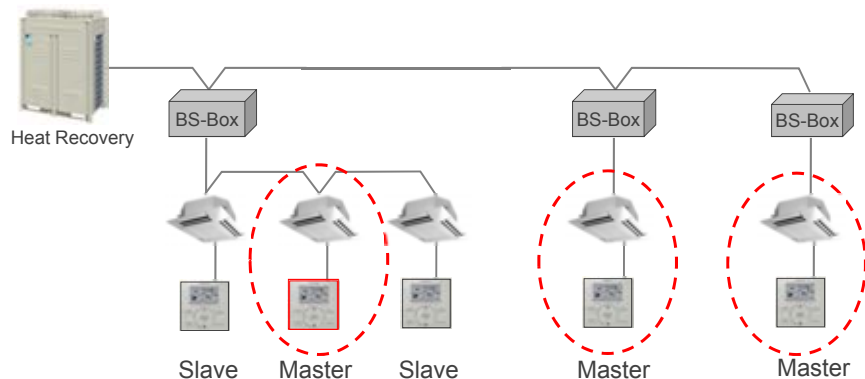 BS-Box
BS-Box
BS-Box
Heat Recovery
Slave
Master
Slave
Master
Master